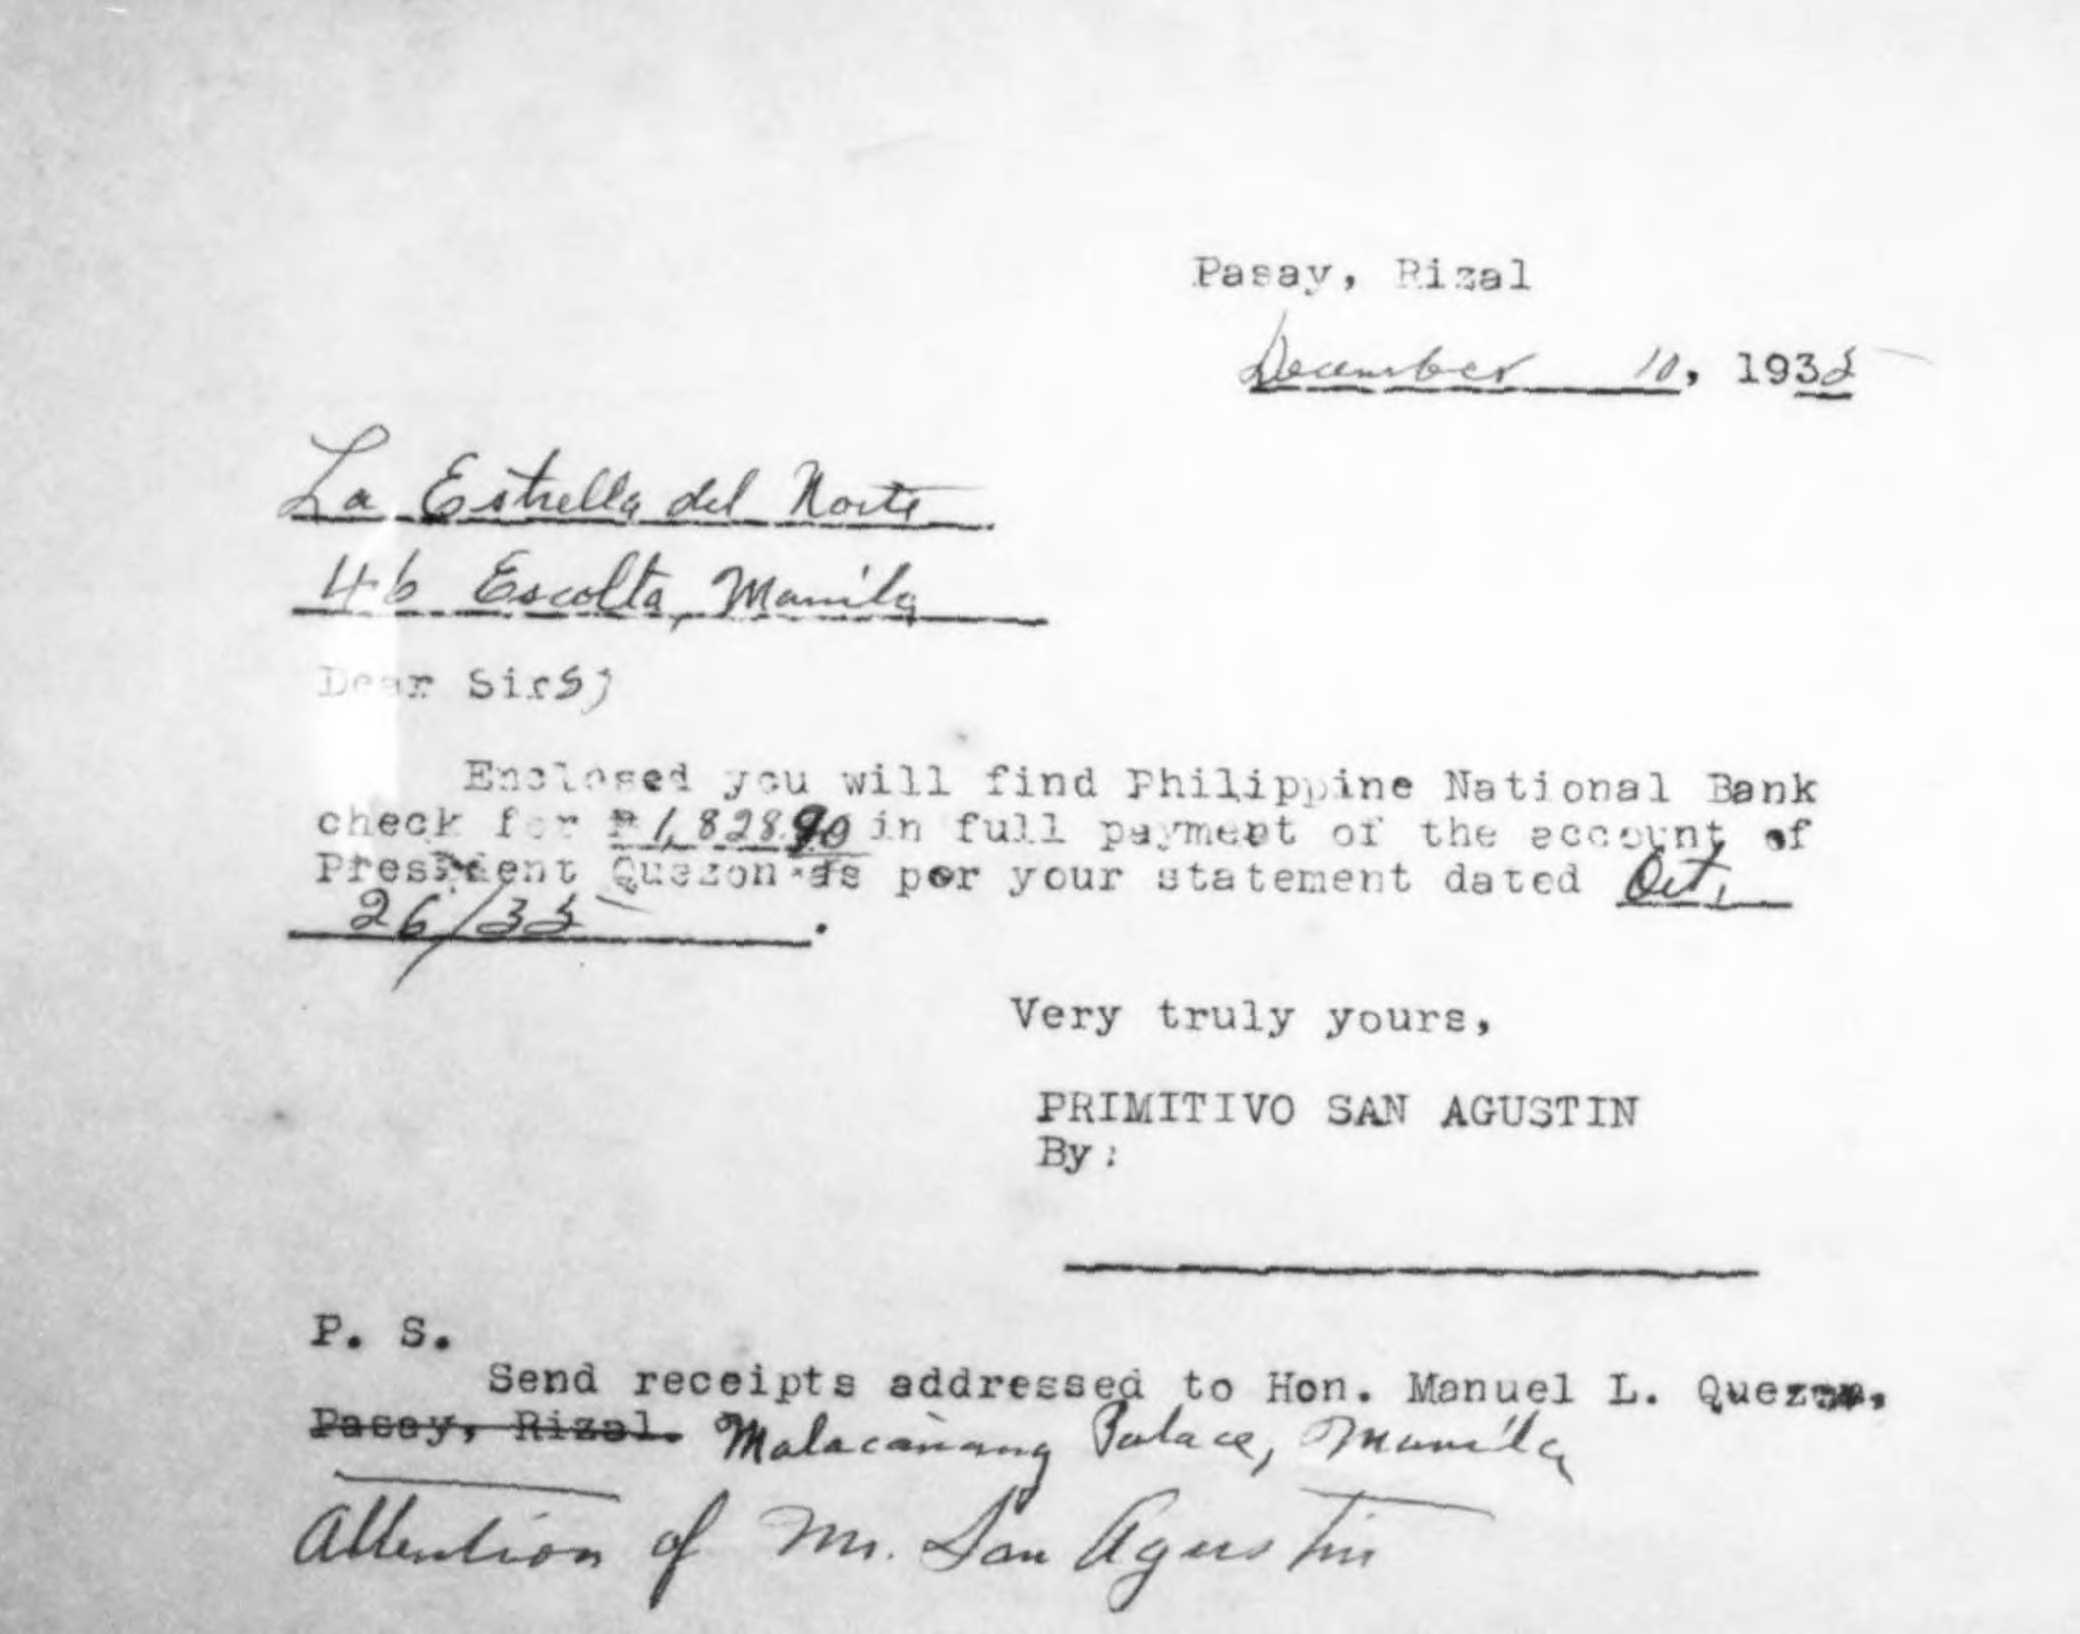 Pasay, Rizal
December 10, 1935
La Estrella del Norte
46 Escolta, Manila
Dear Sirs;
Enclosed you will find Philippine National Bank
check for ₱1,828.90 in full payment of the account of
President Quezon as per your statement dated Oct.
26/35.
Very truly yours,
PRIMITIVO SAN AGUSTIN
By:
P. S.
Send receipts addressed to Hon. Manuel L. Quezon,
Pasay, Rizal. Malacañang Palace, Manila
Attention of Mr. San Agustin